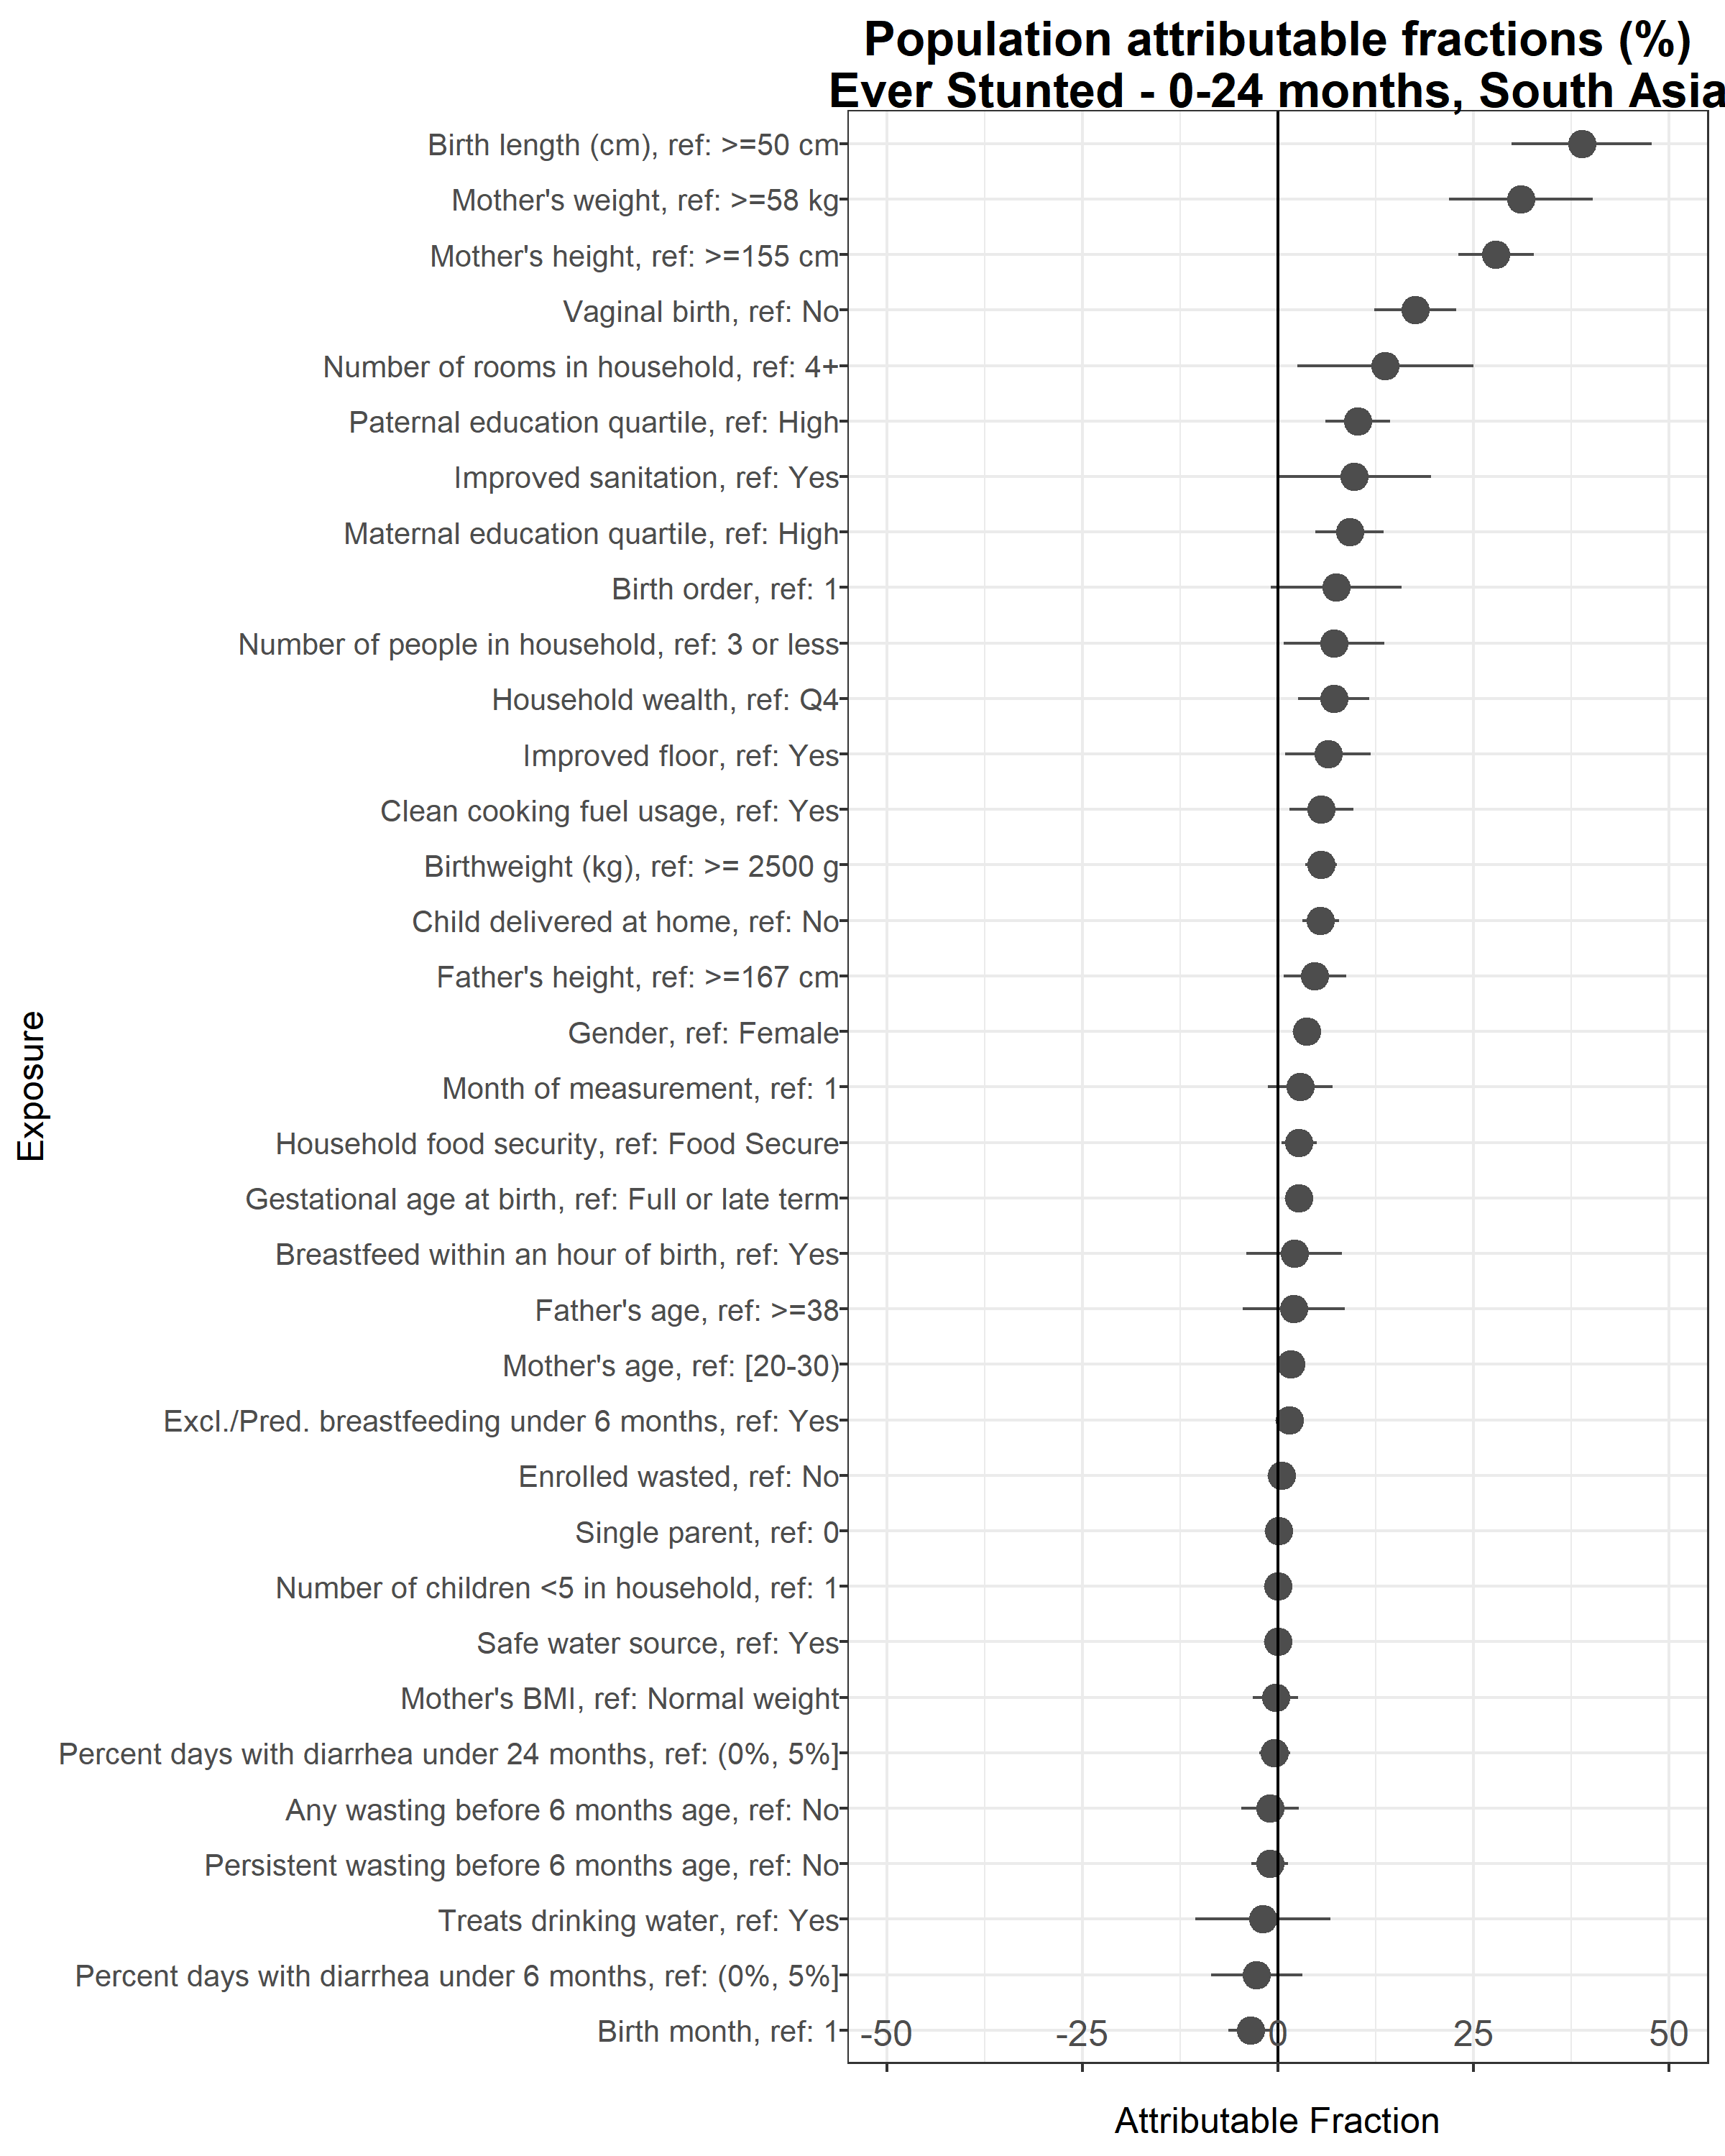 Population attributable fractions (%)
Ever Stunted - 0-24 months, South Asia
Birth length (cm), ref: >=50 cm
Mother's weight, ref: >=58 kg
Mother's height, ref: >=155 cm
Vaginal birth, ref: No
Number of rooms in household, ref: 4+
Paternal education quartile, ref: High
Improved sanitation, ref: Yes
Maternal education quartile, ref: High
Birth order, ref: 1
Number of people in household, ref: 3 or less
Household wealth, ref: Q4
Improved floor, ref: Yes
Clean cooking fuel usage, ref: Yes
Birthweight (kg), ref: >= 2500 g
Child delivered at home, ref: No
Father's height, ref: >=167 cm
Gender, ref: Female
Month of measurement, ref: 1
Household food security, ref: Food Secure
Gestational age at birth, ref: Full or late term
Breastfeed within an hour of birth, ref: Yes
Father's age, ref: >=38
Mother's age, ref: [20-30)
Excl./Pred. breastfeeding under 6 months, ref: Yes
Enrolled wasted, ref: No
Single parent, ref: 0
Number of children <5 in household, ref: 1
Safe water source, ref: Yes
Mother's BMI, ref: Normal weight
Percent days with diarrhea under 24 months, ref: (0%, 5%]
Any wasting before 6 months age, ref: No
Persistent wasting before 6 months age, ref: No
Treats drinking water, ref: Yes
Percent days with diarrhea under 6 months, ref: (0%, 5%]
Birth month, ref: 1
Exposure
-50 -25 0 25 50
Attributable Fraction